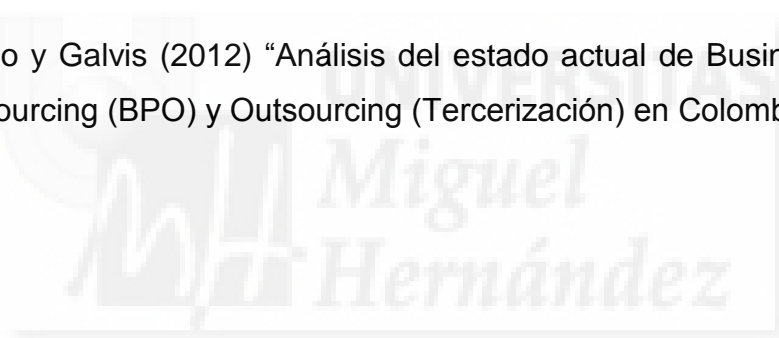 o y Galvis (2012) “Análisis del estado actual de Busin
ourcing (BPO) y Outsourcing (Tercerización) en Colomb
UNIVERSITAS
Miguel
Hernández